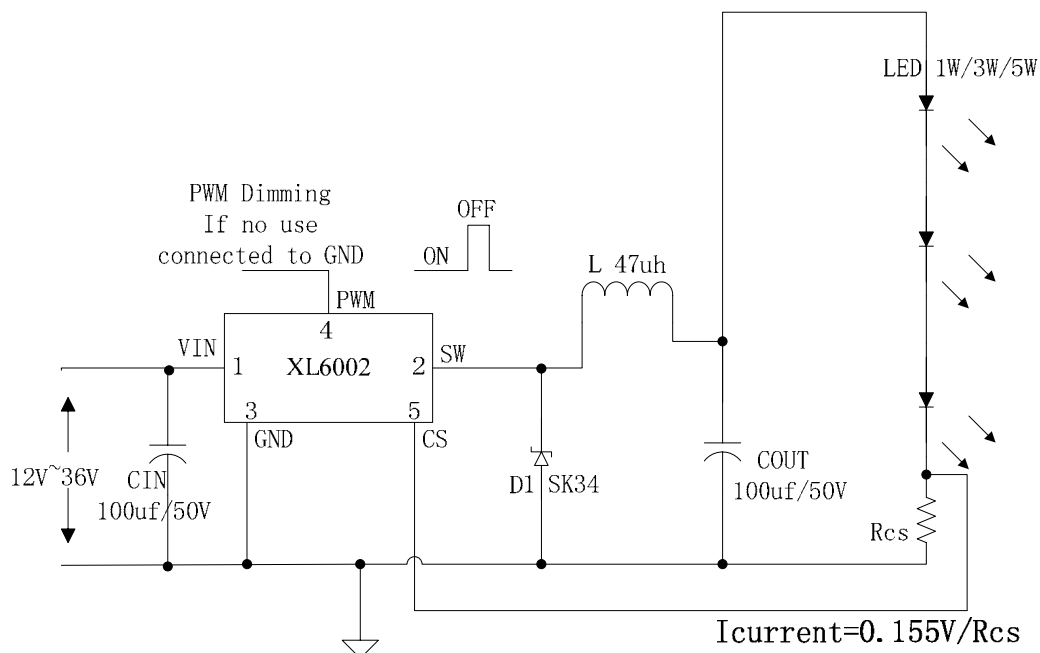 LED 1W/3W/5W
PWM Dimming
If no use
connected to GND
OFF
ON
L 47uh
PWM
4
VIN
1
XL6002
2
SW
3
GND
5
CS
12V~36V
CIN
100uf/50V
D1 SK34
COUT
100uf/50V
Rcs
Icurrent=0.155V/Rcs